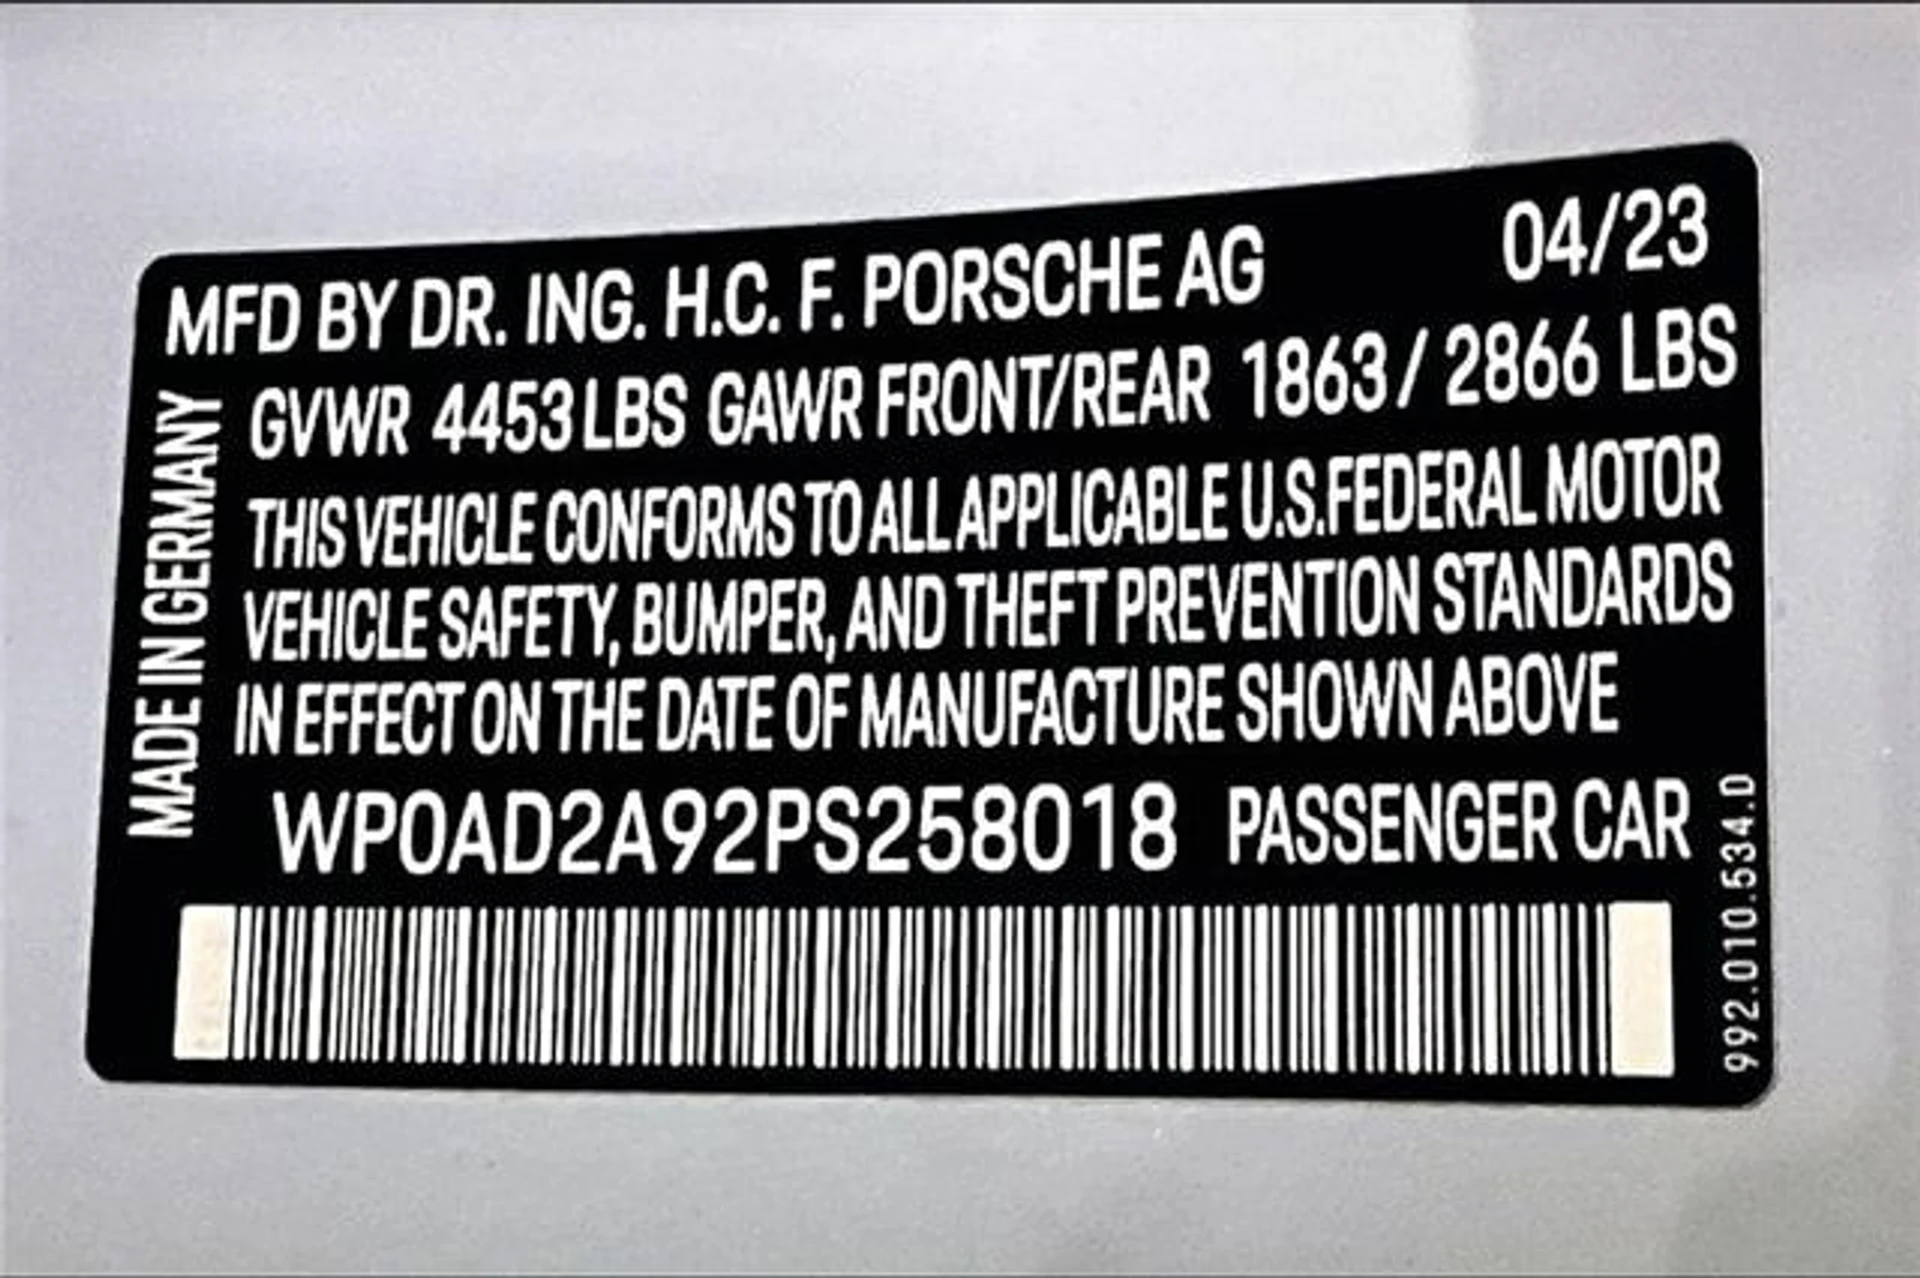 MFD BY DR. ING. H.C. F. PORSCHE AG 04/23
GVWR 4453 LBS GAWR FRONT/REAR 1863 / 2866 LBS
THIS VEHICLE CONFORMS TO ALL APPLICABLE U.S.FEDERAL MOTOR
VEHICLE SAFETY, BUMPER, AND THEFT PREVENTION STANDARDS
IN EFFECT ON THE DATE OF MANUFACTURE SHOWN ABOVE
WP0AD2A92PS258018 PASSENGER CAR
MADE IN GERMANY
992.010.534.0